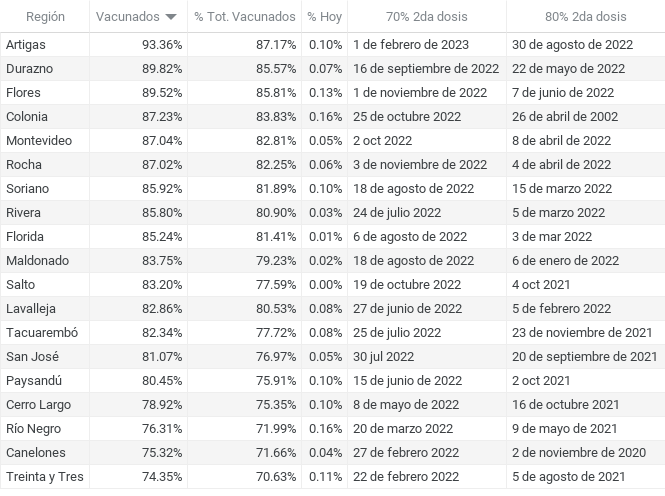 Región Vacunados % Tot. Vacunados % Hoy 70% 2da dosis 80% 2da dosis
Artigas 93.36% 87.17% 0.10% 1 de febrero de 2023 30 de agosto de 2022
Durazno 89.82% 85.57% 0.07% 16 de septiembre de 2022 22 de mayo de 2022
Flores 89.52% 85.81% 0.13% 1 de noviembre de 2022 7 de junio de 2022
Colonia 87.23% 83.83% 0.16% 25 de octubre de 2022 26 de abril de 2002
Montevideo 87.04% 82.81% 0.05% 2 oct 2022 8 de abril de 2022
Rocha 87.02% 82.25% 0.06% 3 de noviembre de 2022 4 de abril de 2022
Soriano 85.92% 81.89% 0.10% 18 de agosto de 2022 15 de marzo de 2022
Rivera 85.80% 80.90% 0.03% 24 de julio 2022 5 de marzo de 2022
Florida 85.24% 81.41% 0.01% 6 de agosto de 2022 3 de mar 2022
Maldonado 83.75% 79.23% 0.02% 18 de agosto de 2022 6 de enero de 2022
Salto 83.20% 77.59% 0.00% 19 de octubre de 2022 4 oct 2021
Lavalleja 82.86% 80.53% 0.08% 27 de junio de 2022 5 de febrero de 2022
Tacuarembó 82.34% 77.72% 0.08% 25 de julio de 2022 23 de noviembre de 2021
San José 81.07% 76.97% 0.05% 30 jul 2022 20 de septiembre de 2021
Paysandú 80.45% 75.91% 0.10% 15 de junio de 2022 2 oct 2021
Cerro Largo 78.92% 75.35% 0.10% 8 de mayo de 2022 16 de octubre de 2021
Río Negro 76.31% 71.99% 0.16% 20 de marzo de 2022 9 de mayo de 2021
Canelones 75.32% 71.66% 0.04% 27 de febrero de 2022 2 de noviembre de 2020
Treinta y Tres 74.35% 70.63% 0.11% 22 de febrero de 2022 5 de agosto de 2021